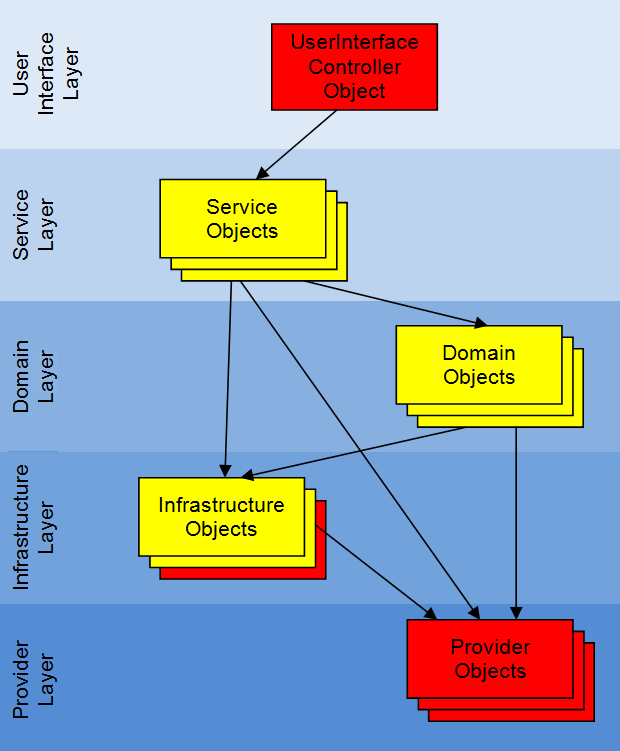 User
Interface
Layer
UserInterface
Controller
Object
Service
Layer
Service
Objects
Domain
Layer
Domain
Objects
Infrastructure
Layer
Infrastructure
Objects
Provider
Layer
Provider
Objects